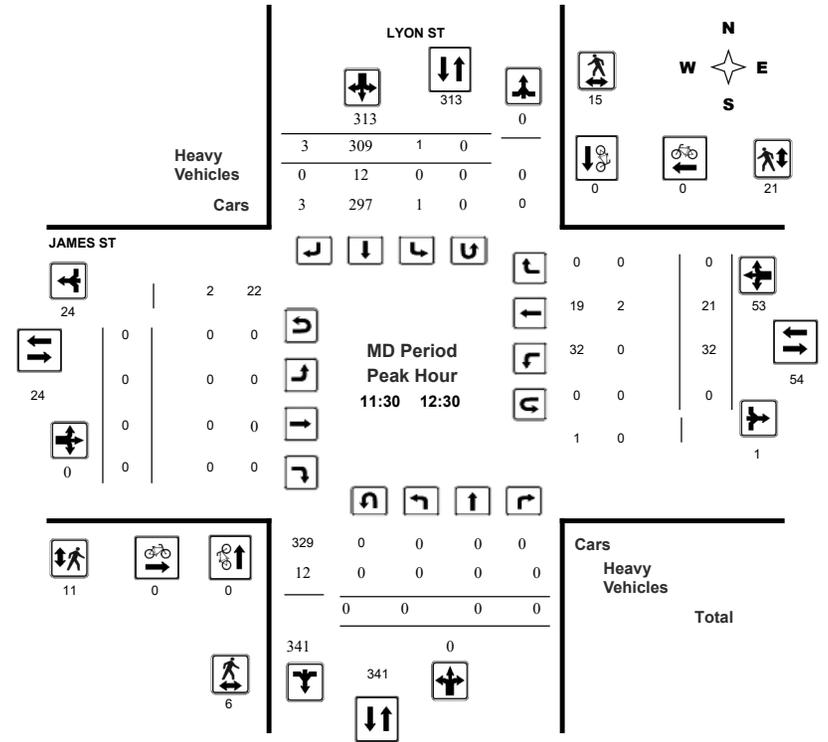 LYON ST
N
W E
S
313
15
313 0
3 309 1 0
Heavy
Vehicles
0 12 0 0 0
0 0 21
Cars
3 297 1 0 0
JAMES ST
0 0 0
2 22
24
19 2 21 53
0 0 0
MD Period
Peak Hour
11:30 12:30
32 0 32
0 0 0
54
24
0 0 0
0 0 0
1 0
1
0
0 0 0
329 0 0 0 0
Cars
12 0 0 0 0
Heavy
Vehicles
11 0 0
0 0 0 0
Total
341 0
341
6